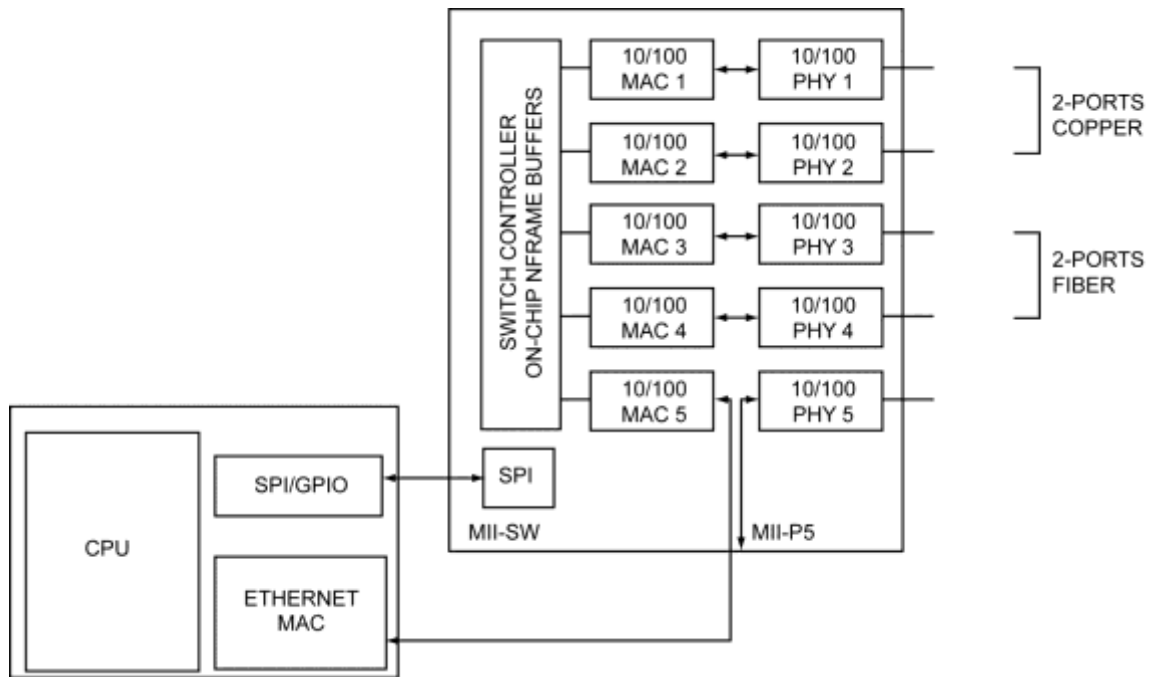 SWITCH CONTROLLER
ON-CHIP NFRAME BUFFERS
10/100
MAC 1
10/100
PHY 1
10/100
MAC 2
10/100
PHY 2
2-PORTS
COPPER
10/100
MAC 3
10/100
PHY 3
10/100
MAC 4
10/100
PHY 4
2-PORTS
FIBER
10/100
MAC 5
10/100
PHY 5
SPI
MII-SW
MII-P5
CPU
SPI/GPIO
ETHERNET
MAC